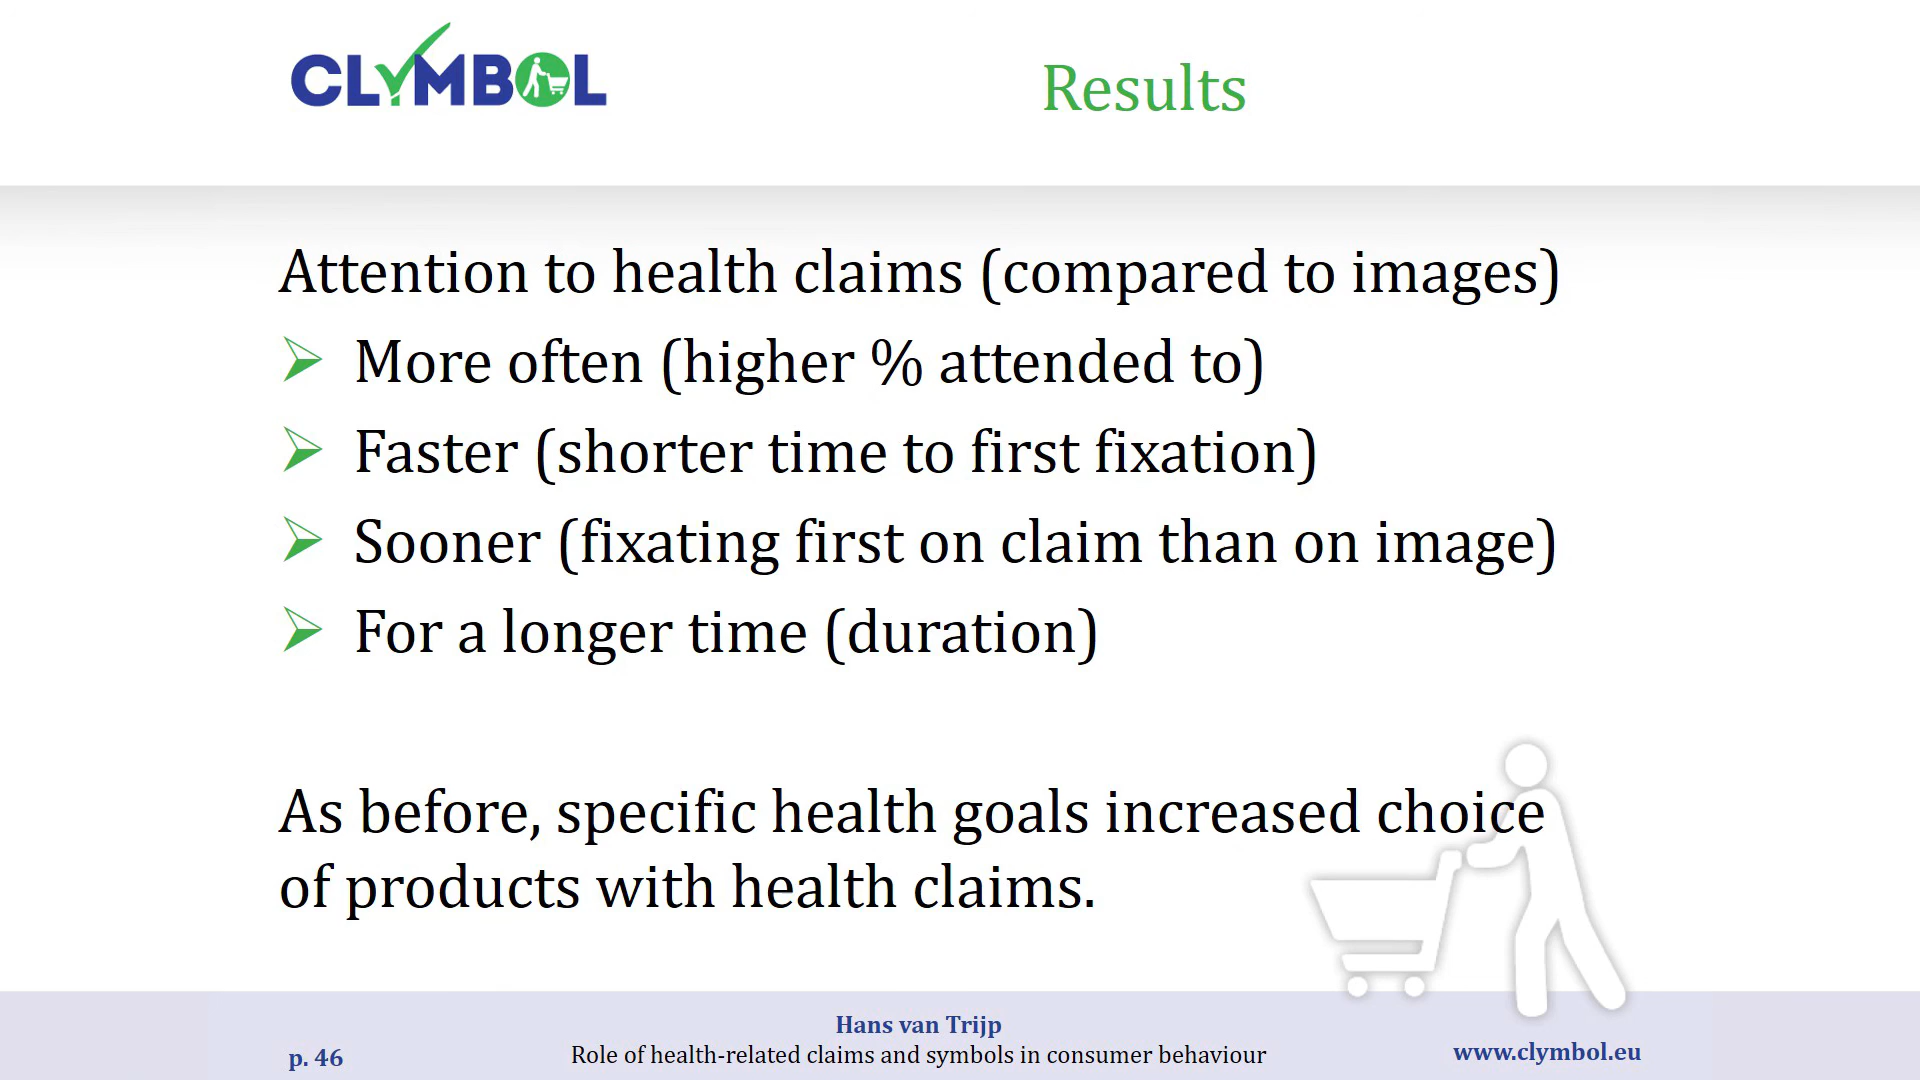 CLYMBOL
Results
Attention to health claims (compared to images)
More often (higher % attended to)
Faster (shorter time to first fixation)
Sooner (fixating first on claim than on image)
For a longer time (duration)
As before, specific health goals increased choice
of products with health claims.
Hans van Trijp
p. 46
Role of health-related claims and symbols in consumer behaviour
www.clymbol.eu